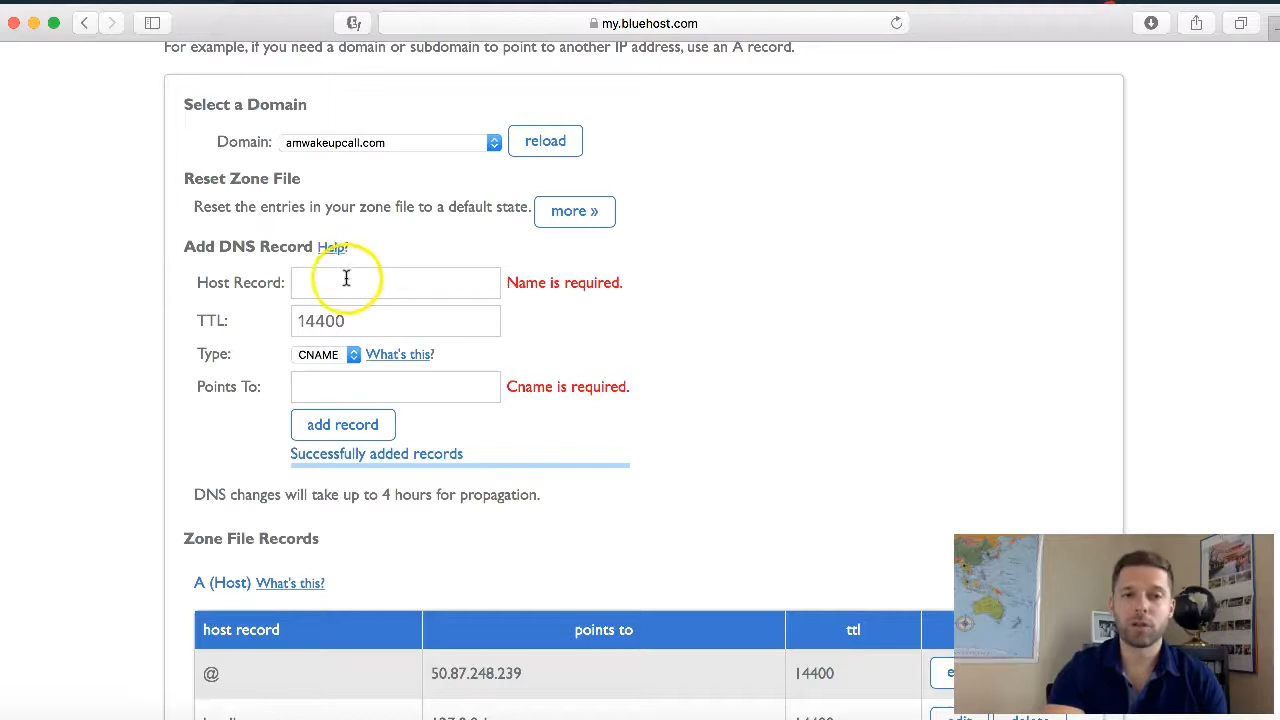 my.bluehost.com
For example, if you need a domain or subdomain to point to another IP address, use an A record.
Select a Domain
Domain: amwakeupcall.com reload
Reset Zone File
Reset the entries in your zone file to a default state. more »
Add DNS Record Help?
Host Record: Name is required.
TTL: 14400
Type: CNAME What's this?
Points To: Cname is required.
add record
Successfully added records
DNS changes will take up to 4 hours for propagation.
Zone File Records
A (Host) What's this?
host record points to ttl
@ 50.87.248.239 14400